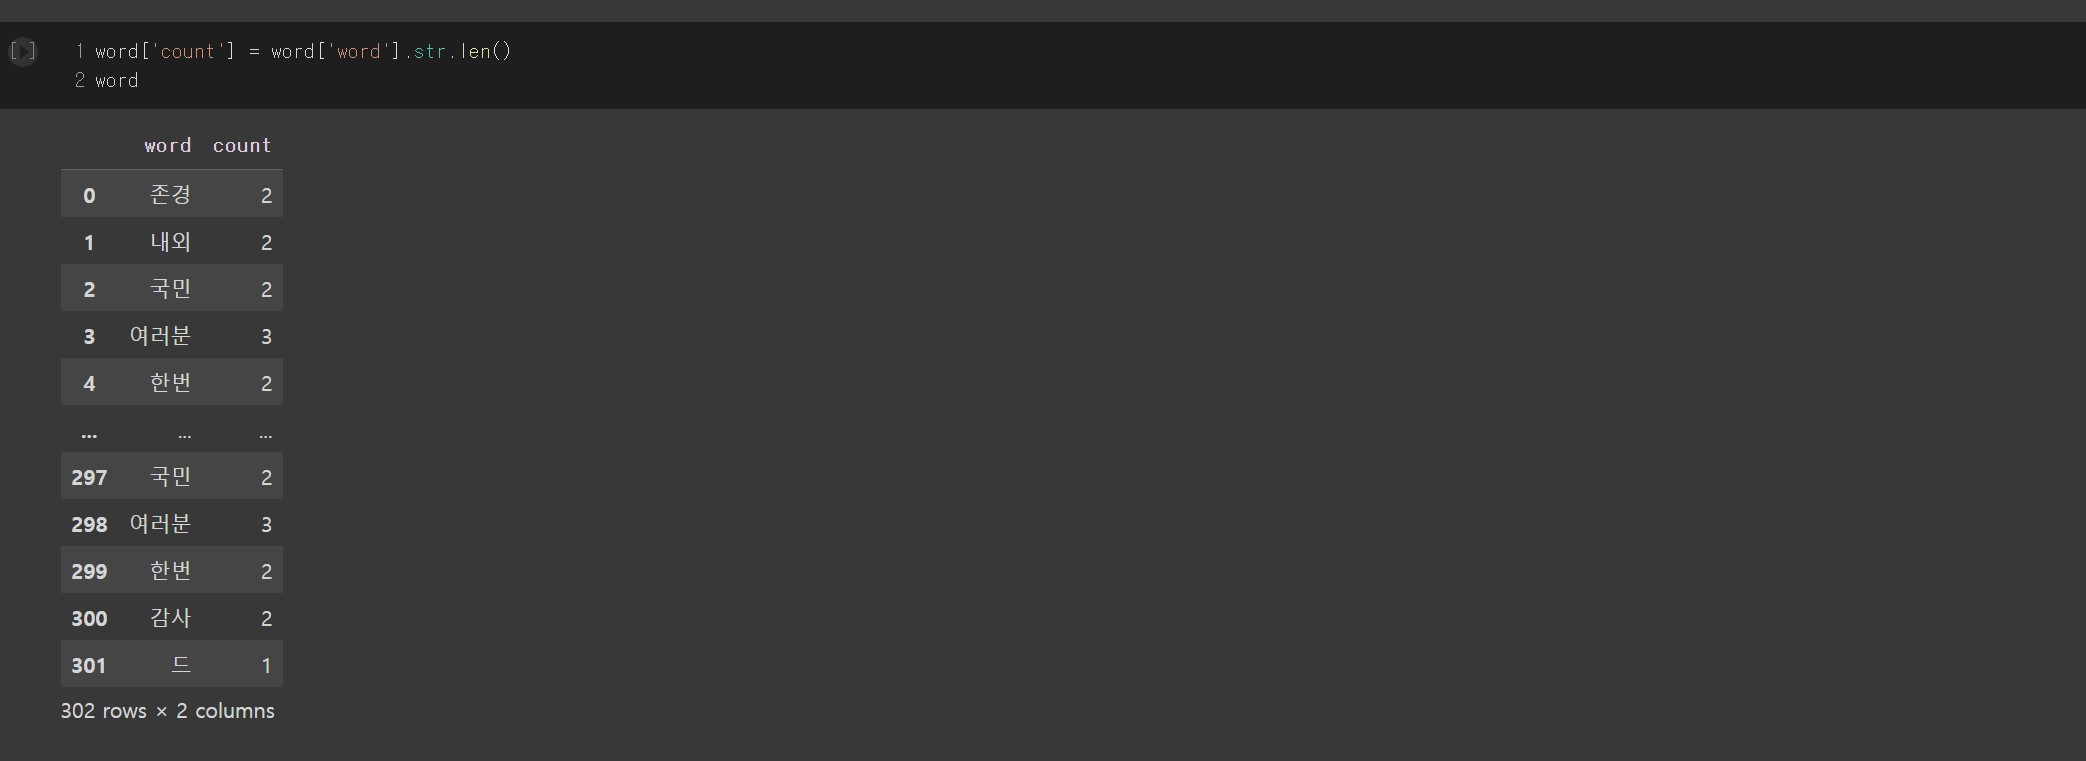 [ ]
1 word['count'] = word['word'].str.len()
2 word
word count
0 존경 2
1 내외 2
2 국민 2
3 여러분 3
4 한번 2
... ... ...
297 국민 2
298 여러분 3
299 한번 2
300 감사 2
301 드 1
302 rows × 2 columns